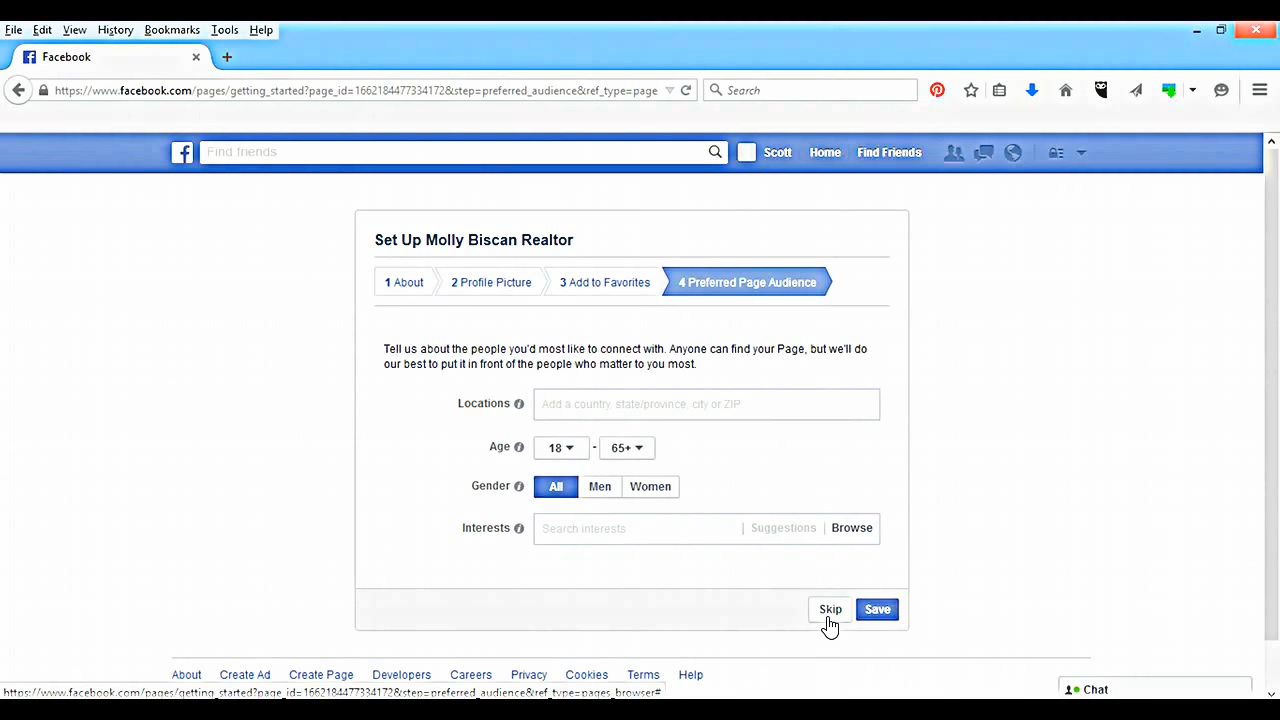 File Edit View History Bookmarks Tools Help
Facebook
https://www.facebook.com/pages/getting_started?page_id=1662184477334172&step=preferred_audience&ref_type=page
Search
Find friends
Scott Home Find Friends
Set Up Molly Biscan Realtor
1 About 2 Profile Picture 3 Add to Favorites 4 Preferred Page Audience
Tell us about the people you'd most like to connect with. Anyone can find your Page, but we'll do
our best to put it in front of the people who matter to you most.
Locations Add a country, state/province, city or ZIP
Age 18 - 65+
Gender All Men Women
Interests Search interests | Suggestions | Browse
Skip Save
About Create Ad Create Page Developers Careers Privacy Cookies Terms Help
https://www.facebook.com/pages/getting_started?page_id=1662184477334172&step=preferred_audience&ref_type=pages_browser#
Chat